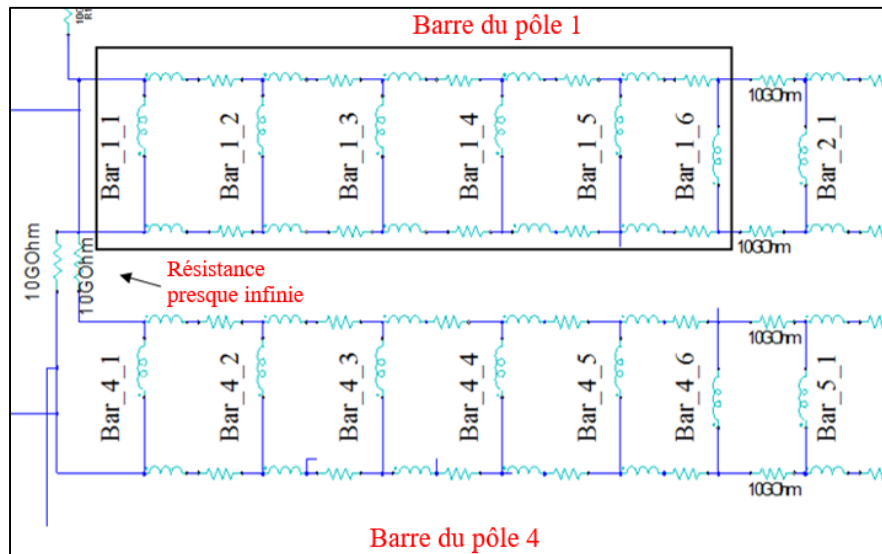 Barre du pôle 1
10GOhm
Bar_1_1
Bar_1_2
Bar_1_3
Bar_1_4
Bar_1_5
Bar_1_6
Bar_2_1
10GOhm
10GOhm
10GOhm
10GOhm
Résistance
presque infinie
10GOhm
Bar_4_1
Bar_4_2
Bar_4_3
Bar_4_4
Bar_4_5
Bar_4_6
Bar_5_1
10GOhm
Barre du pôle 4